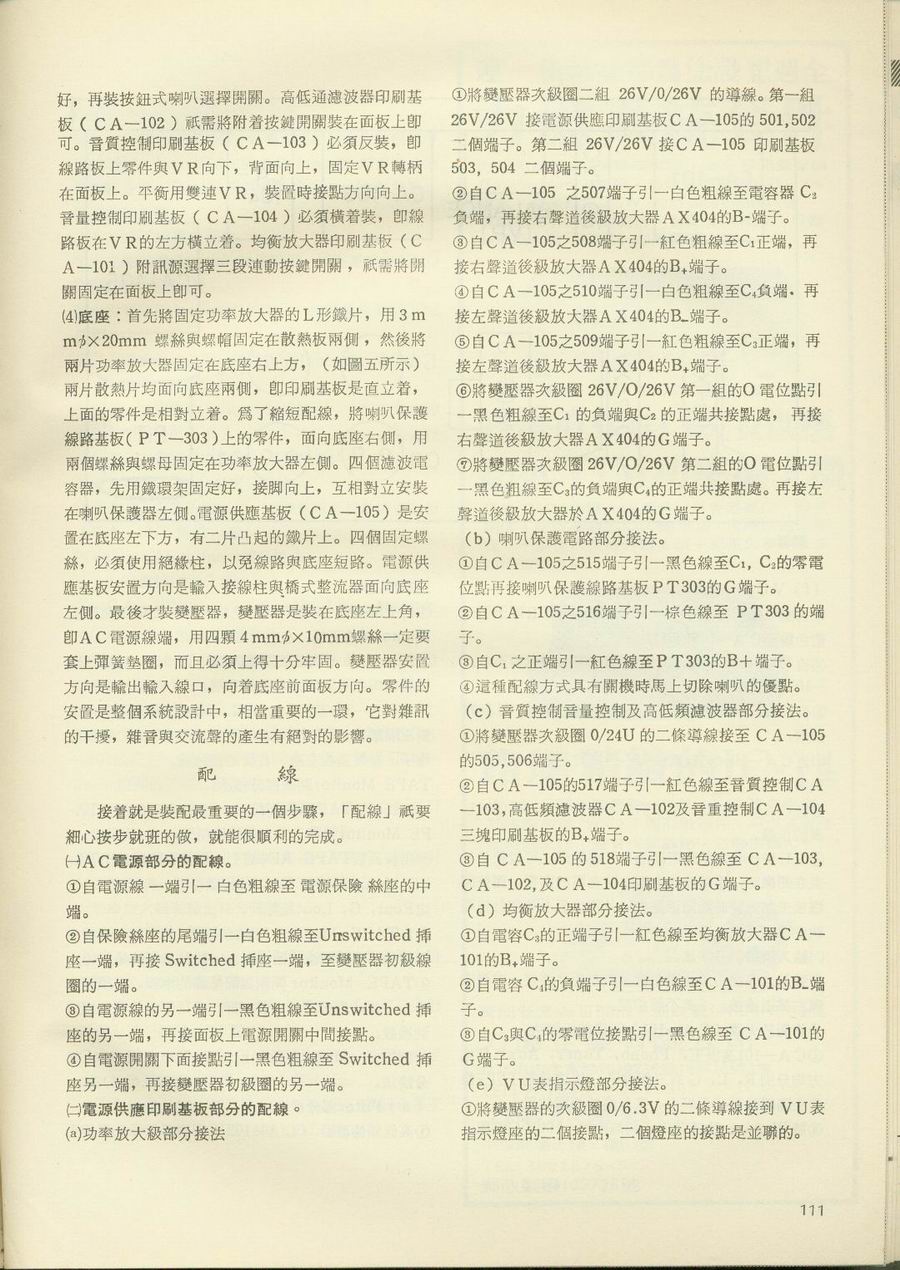 好，再裝按鈕式喇叭選擇開關。高低通濾波器印刷基
板（CA—102）祇需將附着按鍵開關裝在面板上卽
可。音質控制印刷基板（CA—103）必須反裝，卽
線路板上零件與VR向下，背面向上，固定VR轉柄
在面板上。平衡用雙連VR，裝置時接點方向向上。
音量控制印刷基板（CA—104）必須橫着裝，卽線
路板在VR的左方橫立着。均衡放大器印刷基板（C
A—101）附訊源選擇三段連動按鍵開關，祇需將開
關固定在面板上卽可。
⑷底座：首先將固定功率放大器的L形鐵片，用3m
mϕ×20mm 螺絲與螺帽固定在散熱板兩側，然後將
兩片功率放大器固定在底座右上方，（如圖五所示）
兩片散熱片均面向底座兩側，卽印刷基板是直立着，
上面的零件是相對立着。爲了縮短配線，將喇叭保護
線路基板(PT—303)上的零件，面向底座右側，用
兩個螺絲與螺母固定在功率放大器左側。四個濾波電
容器，先用鐵環架固定好，接脚向上，互相對立安裝
在喇叭保護器左側。電源供應基板（CA—105）是安
置在底座左下方，有二片凸起的鐵片上。四個固定螺
絲，必須使用絕緣柱，以免線路與底座短路。電源供
應基板安置方向是輸入接線柱與橋式整流器面向底座
左側。最後才裝變壓器，變壓器是裝在底座左上角，
卽AC電源線端，用四顆4mmϕ×10mm螺絲一定要
套上彈簧墊圈，而且必須上得十分牢固。變壓器安置
方向是輸出輸入線口，向着底座前面板方向。零件的
安置是整個系統設計中，相當重要的一環，它對雜訊
的干擾，雜音與交流聲的產生有絕對的影響。
配　線
接着就是裝配最重要的一個步驟，「配線」祇要
細心按步就班的做，就能很順利的完成。
㈠AC電源部分的配線。
①自電源線一端引一白色粗線至電源保險絲座的中
端。
②自保險絲座的尾端引一白色粗線至Unswitched 揷
座一端，再接 Switched 揷座一端，至變壓器初級線
圈的一端。
③自電源線的另一端引一黑色粗線至Unswitched 揷
座的另一端，再接面板上電源開關中間接點。
④自電源開關下面接點引一黑色粗線至 Switched 揷
座另一端，再接變壓器初級圈的另一端。
㈡電源供應印刷基板部分的配線。
⒜功率放大級部分接法
①將變壓器次級圈二組 26V/0/26V 的導線。第一組
26V/26V 接電源供應印刷基板CA—105的 501,502
二個端子。第二組 26V/26V 接CA—105 印刷基板
503, 504 二個端子。
②自CA—105 之507端子引一白色粗線至電容器 C₂
負端，再接右聲道後級放大器AX404的B-端子。
③自CA—105之508端子引一紅色粗線至C₁正端，再
接右聲道後級放大器AX404的B₊端子。
④自CA—105之510端子引一白色粗線至C₄負端．再
接左聲道後級放大器AX404的B₋端子。
⑤自CA—105之509端子引一紅色粗線至C₃正端，再
接左聲道後級放大器AX404的B₊端子。
⑥將變壓器次級圈 26V/O/26V 第一組的O 電位點引
一黑色粗線至C₁ 的負端與C₂ 的正端共接點處， 再接
右聲道後級放大器AX404的G端子。
⑦將變壓器次級圈26V/O/26V 第二組的O 電位點引
一黑色粗線至C₃的負端與C₄的正端共接點處。再接左
聲道後級放大器於AX404的G端子。
（b）喇叭保護電路部分接法。
①自CA—105之515端子引一黑色線至C₁, C₂的零電
位點再接喇叭保護線路基板PT303的G端子。
②自CA—105之516端子引一棕色線至 PT303的端
子。
③自C₁之正端引一紅色線至PT303的B+端子。
④這種配線方式具有關機時馬上切除喇叭的優點。
（c）音質控制音量控制及高低頻濾波器部分接法。
①將變壓器次級圈 0/24U 的二條導線接至 CA—105
的505,506端子。
②自CA—105的517端子引一紅色線至音質控制CA
—103,高低頻濾波器CA—102及音重控制CA—104
三塊印刷基板的B₊端子。
③自 CA—105 的 518端子引一黑色線至 CA—103,
CA—102,及CA—104印刷基板的G端子。
（d）均衡放大器部分接法。
①自電容C₃的正端子引一紅色線至均衡放大器CA—
101的B₊端子。
②自電容 C₄的負端子引一白色線至CA—101的B₋端
子。
③自C₃與C₄的零電位接點引一黑色線至 CA—101的
G端子。
（e）VU表指示燈部分接法。
①將變壓器的次級圈0/6.3V 的二條導線接到 VU表
指示燈座的二個接點，二個燈座的接點是並聯的。
111